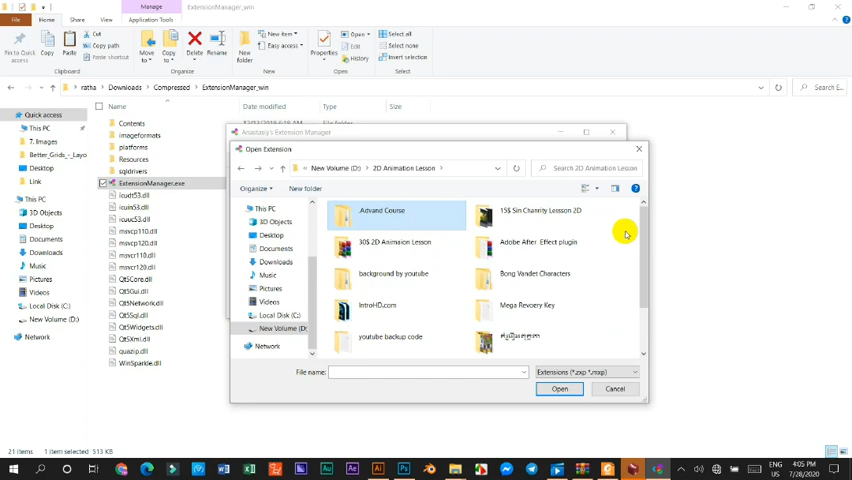 Manage
ExtensionManager_win
File Home Share View Application Tools
Pin to Quick access
Copy
Paste
Cut
Copy path
Paste shortcut
Move to
Copy to
Delete
Rename
New folder
New item
Easy access
Properties
Open
Edit
History
Select all
Select none
Invert selection
Clipboard Organize New Open Select
ratha Downloads Compressed ExtensionManager_win
Search E...
Quick access
This PC
7. Images
Better_Grids_-_Layo
Desktop
Link
This PC
3D Objects
Desktop
Documents
Downloads
Music
Pictures
Videos
Local Disk (C:)
New Volume (D:)
Network
Name Date modified Type Size
Contents
imageformats
platforms
Resources
sqldrivers
ExtensionManager.exe
icudt53.dll
icuin53.dll
icuuc53.dll
msvcp110.dll
msvcp120.dll
msvcr110.dll
msvcr120.dll
Qt5Core.dll
Qt5Gui.dll
Qt5Network.dll
Qt5Sql.dll
Qt5Widgets.dll
Qt5Xml.dll
quazip.dll
WinSparkle.dll
Anastasiy's Extension Manager
Open Extension
« New Volume (D:) 2D Animation Lesson
Search 2D Animation Lesson
Organize New folder
This PC
3D Objects
Desktop
Documents
Downloads
Music
Pictures
Videos
Local Disk (C:)
New Volume (D:
Network
.Advand Course
15$ Sin Chanrity Lessson 2D
30$ 2D Animaion Lesson
Adobe After Effect plugin
background by youtube
Bong Vandet Characters
IntroHD.com
Mega Revoery Key
youtube backup code
File name:
Extensions (*.zxp *.mxp)
Open Cancel
21 items 1 item selected 513 KB
ENG
US
4:05 PM
7/28/2020